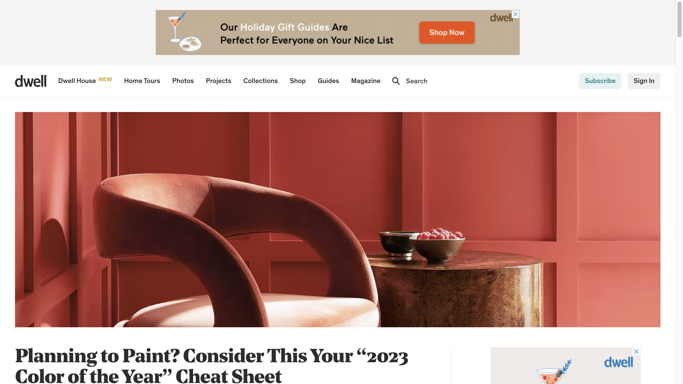 Our Holiday Gift Guides Are
Perfect for Everyone on Your Nice List
Shop Now
dwell
dwell
Dwell House NEW
Home Tours
Photos
Projects
Collections
Shop
Guides
Magazine
Search
Subscribe
Sign In
Planning to Paint? Consider This Your “2023
Color of the Year” Cheat Sheet
dwell